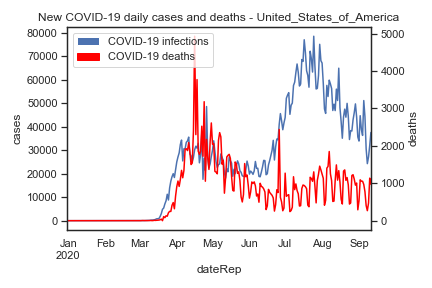 New COVID-19 daily cases and deaths - United_States_of_America
COVID-19 infections
COVID-19 deaths
cases
80000
70000
60000
50000
40000
30000
20000
10000
0
deaths
5000
4000
3000
2000
1000
0
Jan Feb Mar Apr May Jun Jul Aug Sep
2020
dateRep